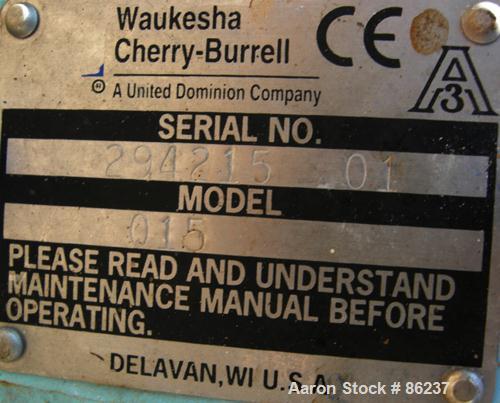 Waukesha
Cherry-Burrell
A United Dominion Company
CE
A
3
SERIAL NO.
294215 01
MODEL
015
PLEASE READ AND UNDERSTAND
MAINTENANCE MANUAL BEFORE
OPERATING.
DELAVAN, WI U.S.A
Aaron Stock # 86237